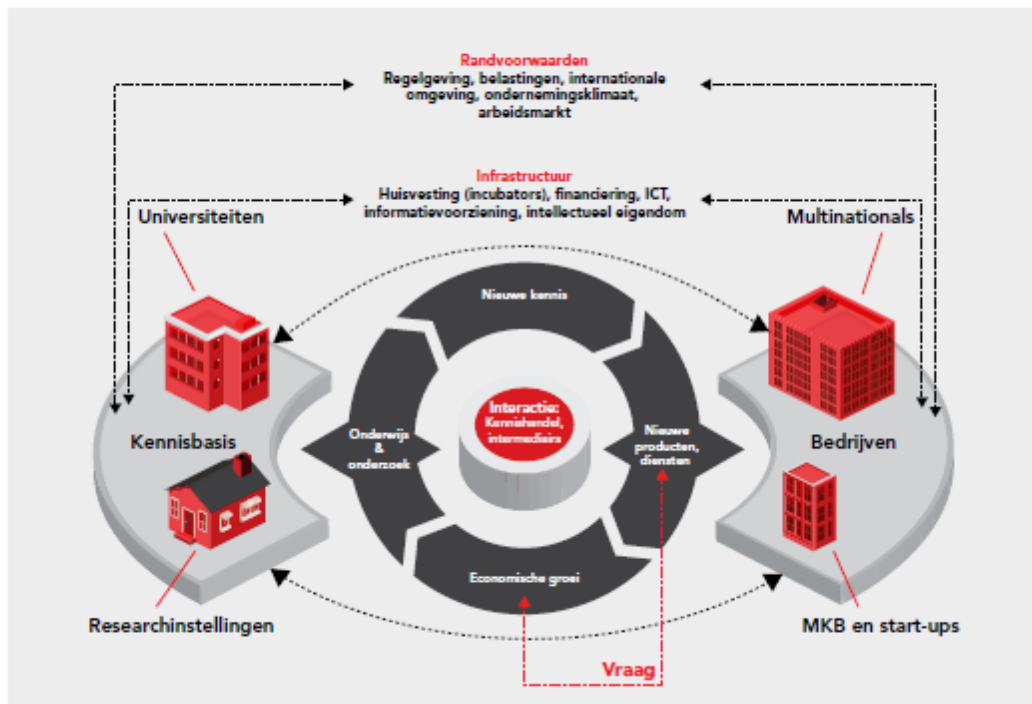 Randvoorwaarden
Regelgeving, belastingen, internationale
omgeving, ondernemingsklimaat,
arbeidsmarkt
Infrastructuur
Huisvesting (incubators), financiering, ICT,
informatievoorziening, intellectueel eigendom
Universiteiten
Multinationals
Nieuwe kennis
Interactie:
Kennishandel,
intermediairs
Kennisbasis
Onderwijs
&
onderzoek
Nieuwe
producten,
diensten
Bedrijven
Economische groei
Researchinstellingen
MKB en start-ups
Vraag